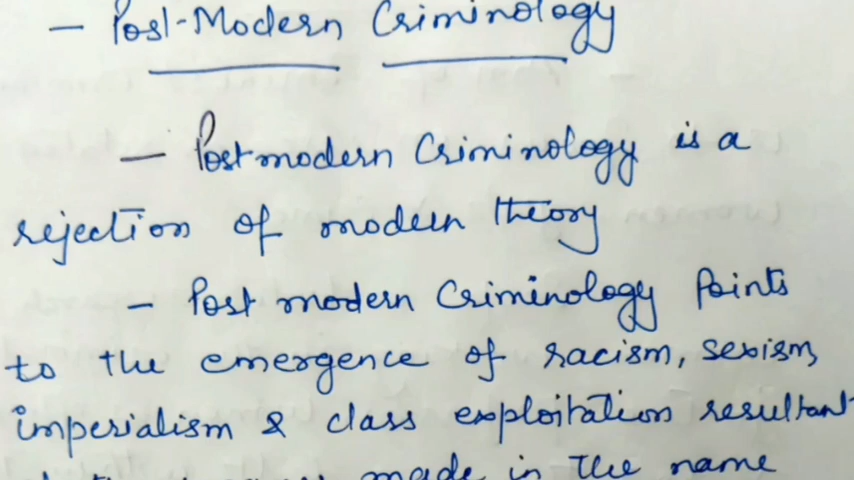 - Post-Modern Criminology
- Postmodern Criminology is a
rejection of modern theory
- Post modern Criminology Points
to the emergence of racism, sexism,
imperialism & class exploitation resultant
made in the name